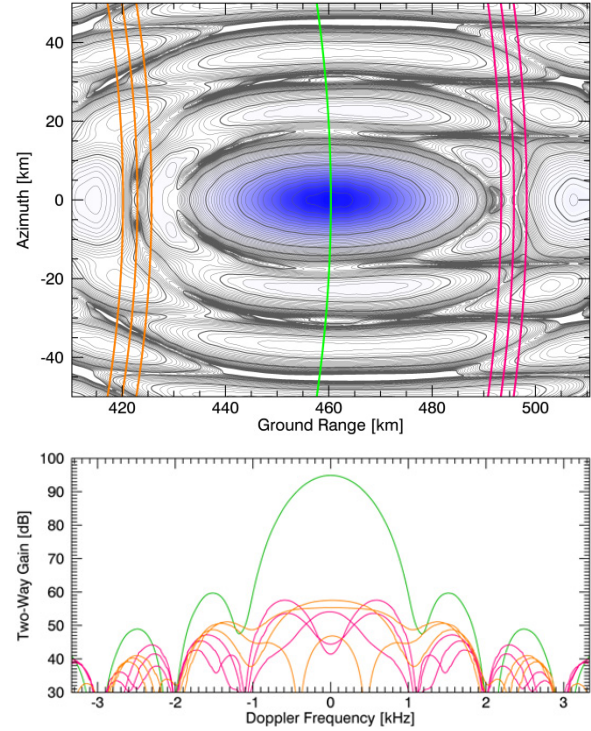 40
20
0
-20
-40
Azimuth [km]
420 440 460 480 500
Ground Range [km]
100
90
80
70
60
50
40
30
Two-Way Gain [dB]
-3 -2 -1 0 1 2 3
Doppler Frequency [kHz]